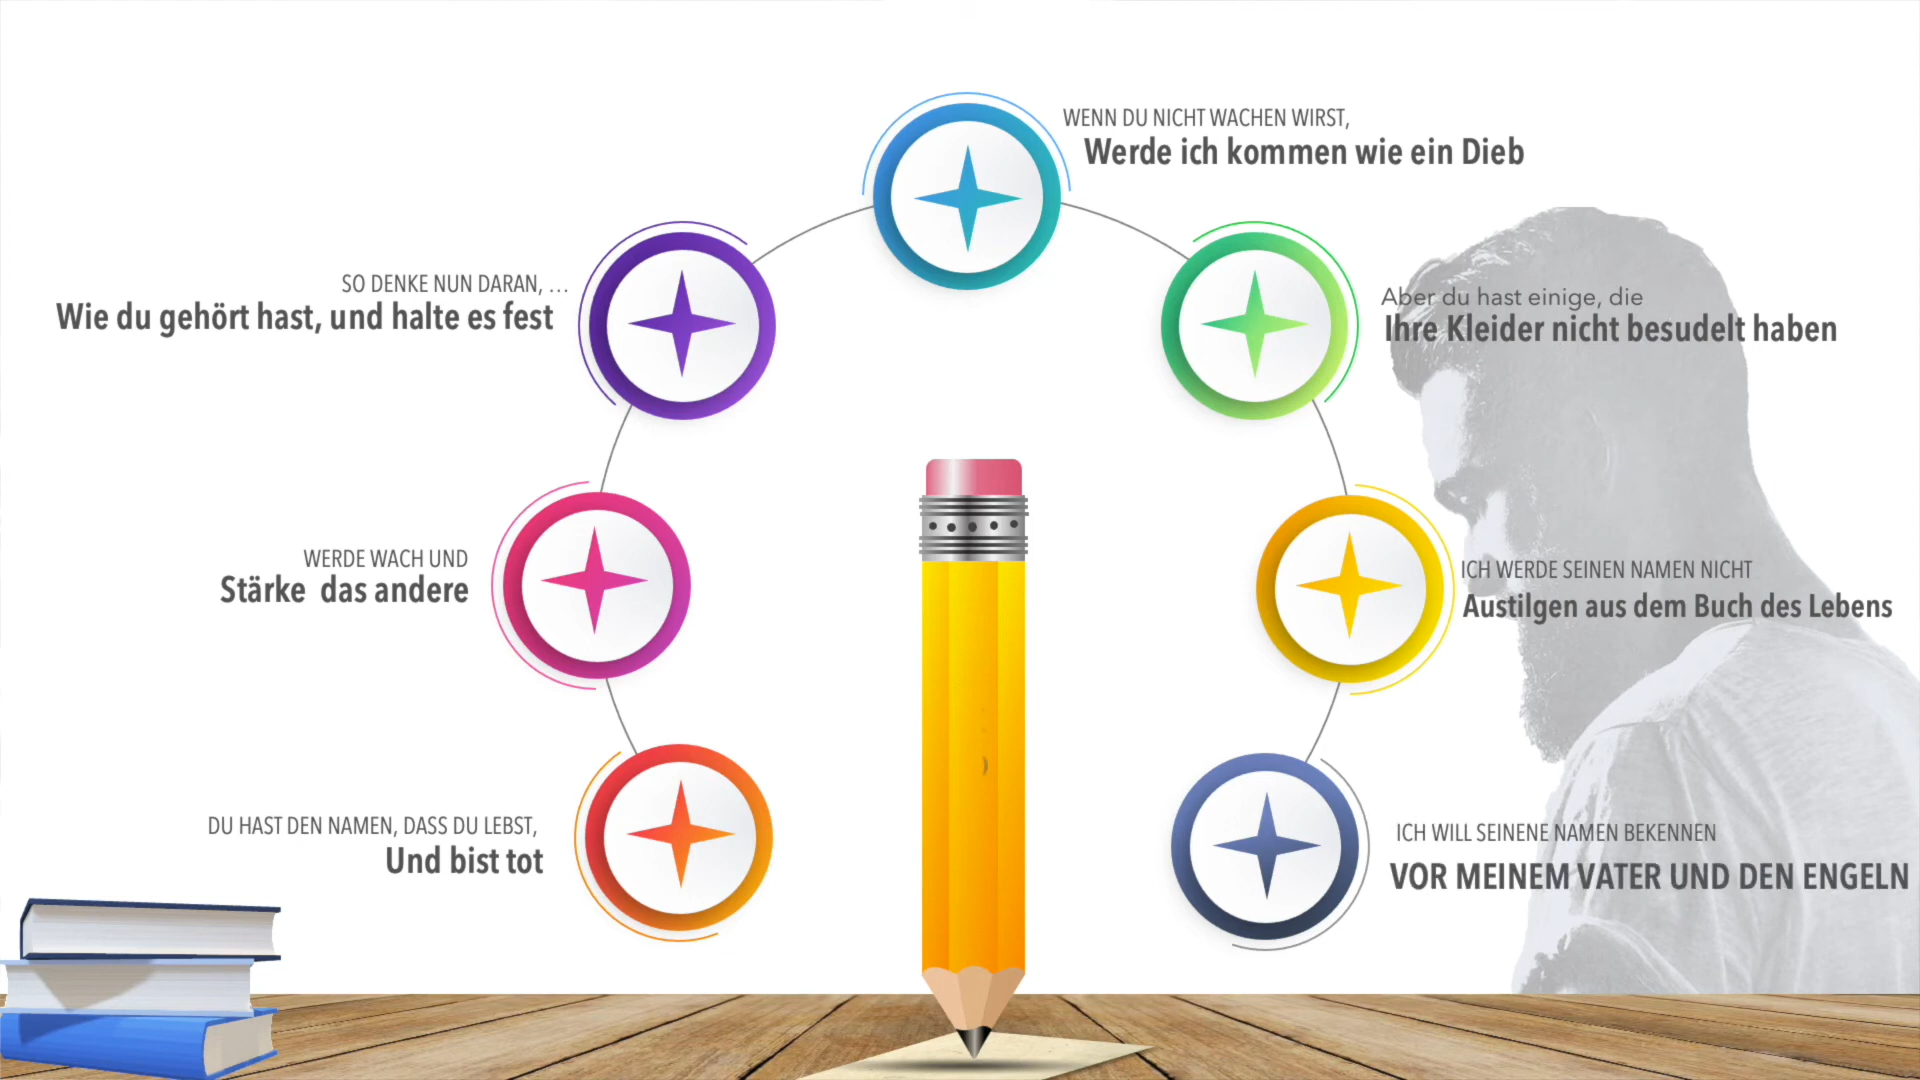 WENN DU NICHT WACHEN WIRST,
Werde ich kommen wie ein Dieb
SO DENKE NUN DARAN, …
Wie du gehört hast, und halte es fest
Aber du hast einige, die
Ihre Kleider nicht besudelt haben
WERDE WACH UND
Stärke  das andere
ICH WERDE SEINEN NAMEN NICHT
Austilgen aus dem Buch des Lebens
DU HAST DEN NAMEN, DASS DU LEBST,
Und bist tot
ICH WILL SEINENE NAMEN BEKENNEN
VOR MEINEM VATER UND DEN ENGELN